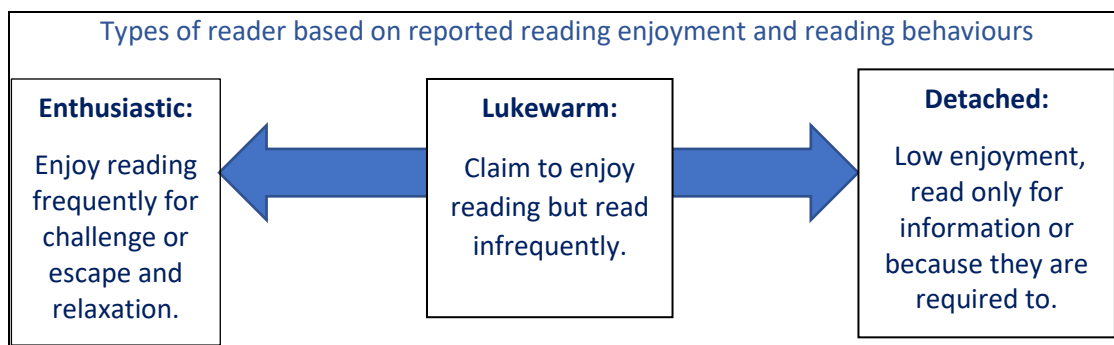 Types of reader based on reported reading enjoyment and reading behaviours
Enthusiastic:
Enjoy reading
frequently for
challenge or
escape and
relaxation.
Lukewarm:
Claim to enjoy
reading but read
infrequently.
Detached:
Low enjoyment,
read only for
information or
because they are
required to.